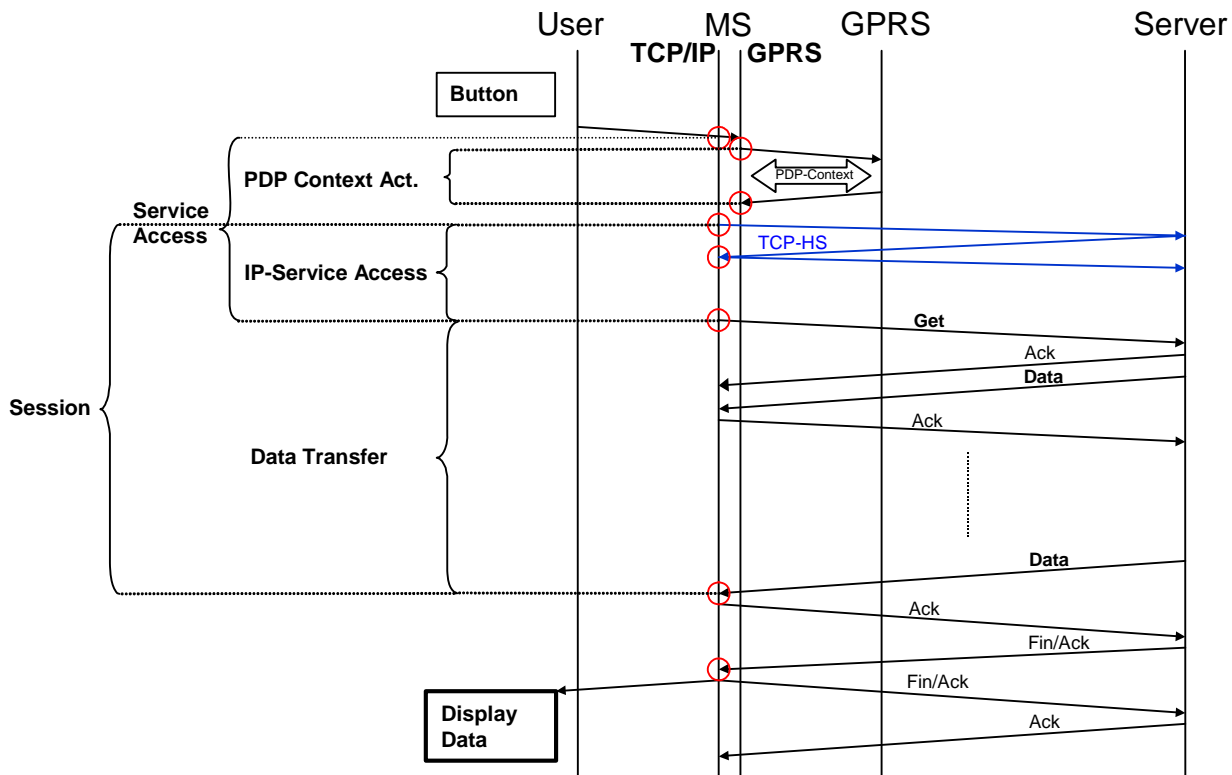 User MS GPRS Server
TCP/IP GPRS
Button
PDP Context Act.
PDP-Context
Service
Access
TCP-HS
IP-Service Access
Get
Ack
Data
Session
Ack
Data Transfer
Data
Ack
Fin/Ack
Fin/Ack
Display
Data
Ack